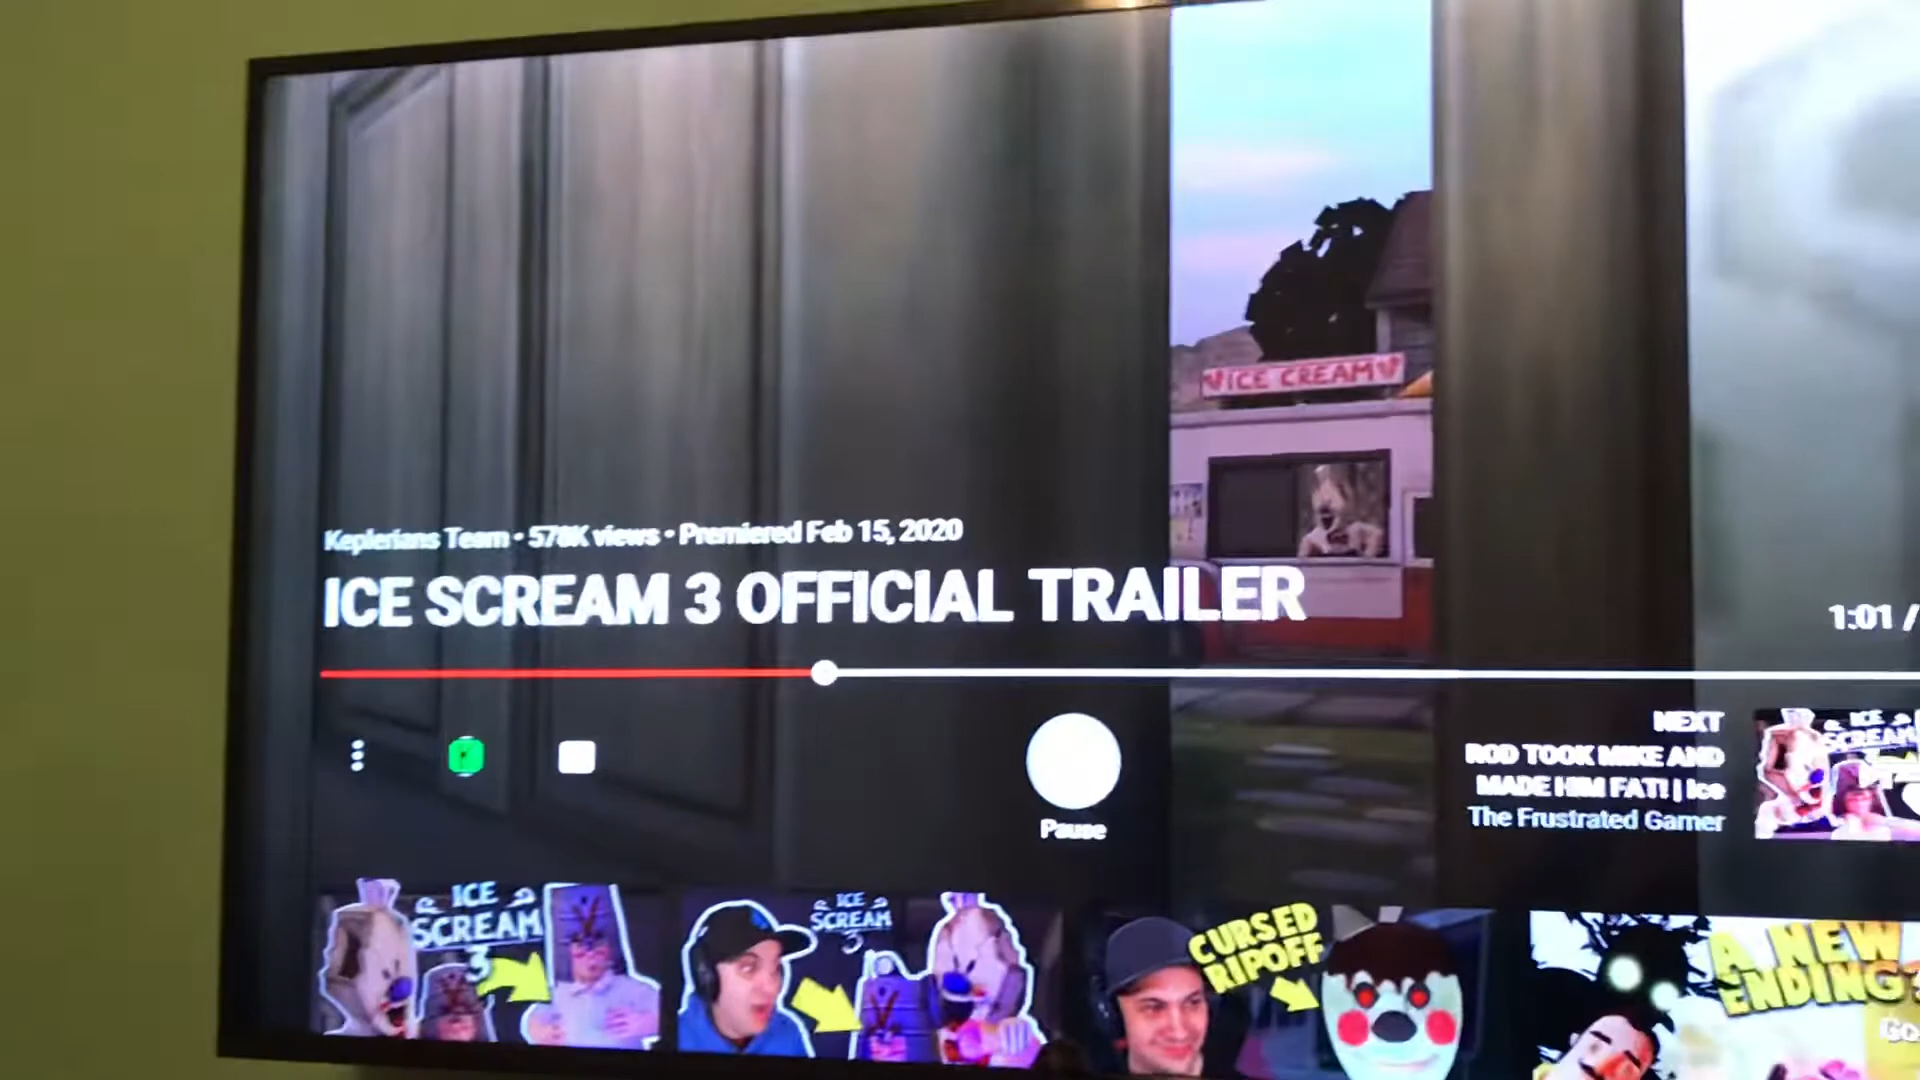 ICE CREAM
Keplerians Team • 578K views • Premiered Feb 15, 2020
ICE SCREAM 3 OFFICIAL TRAILER
1:01 /
Pause
NEXT
ROD TOOK MIKE AND
MADE HIM FAT! | Ice
The Frustrated Gamer
ICE
SCREAM
ICE
SCREAM
3
ICE
SCREAM
3
CURSED
RIPOFF
A NEW
ENDING?